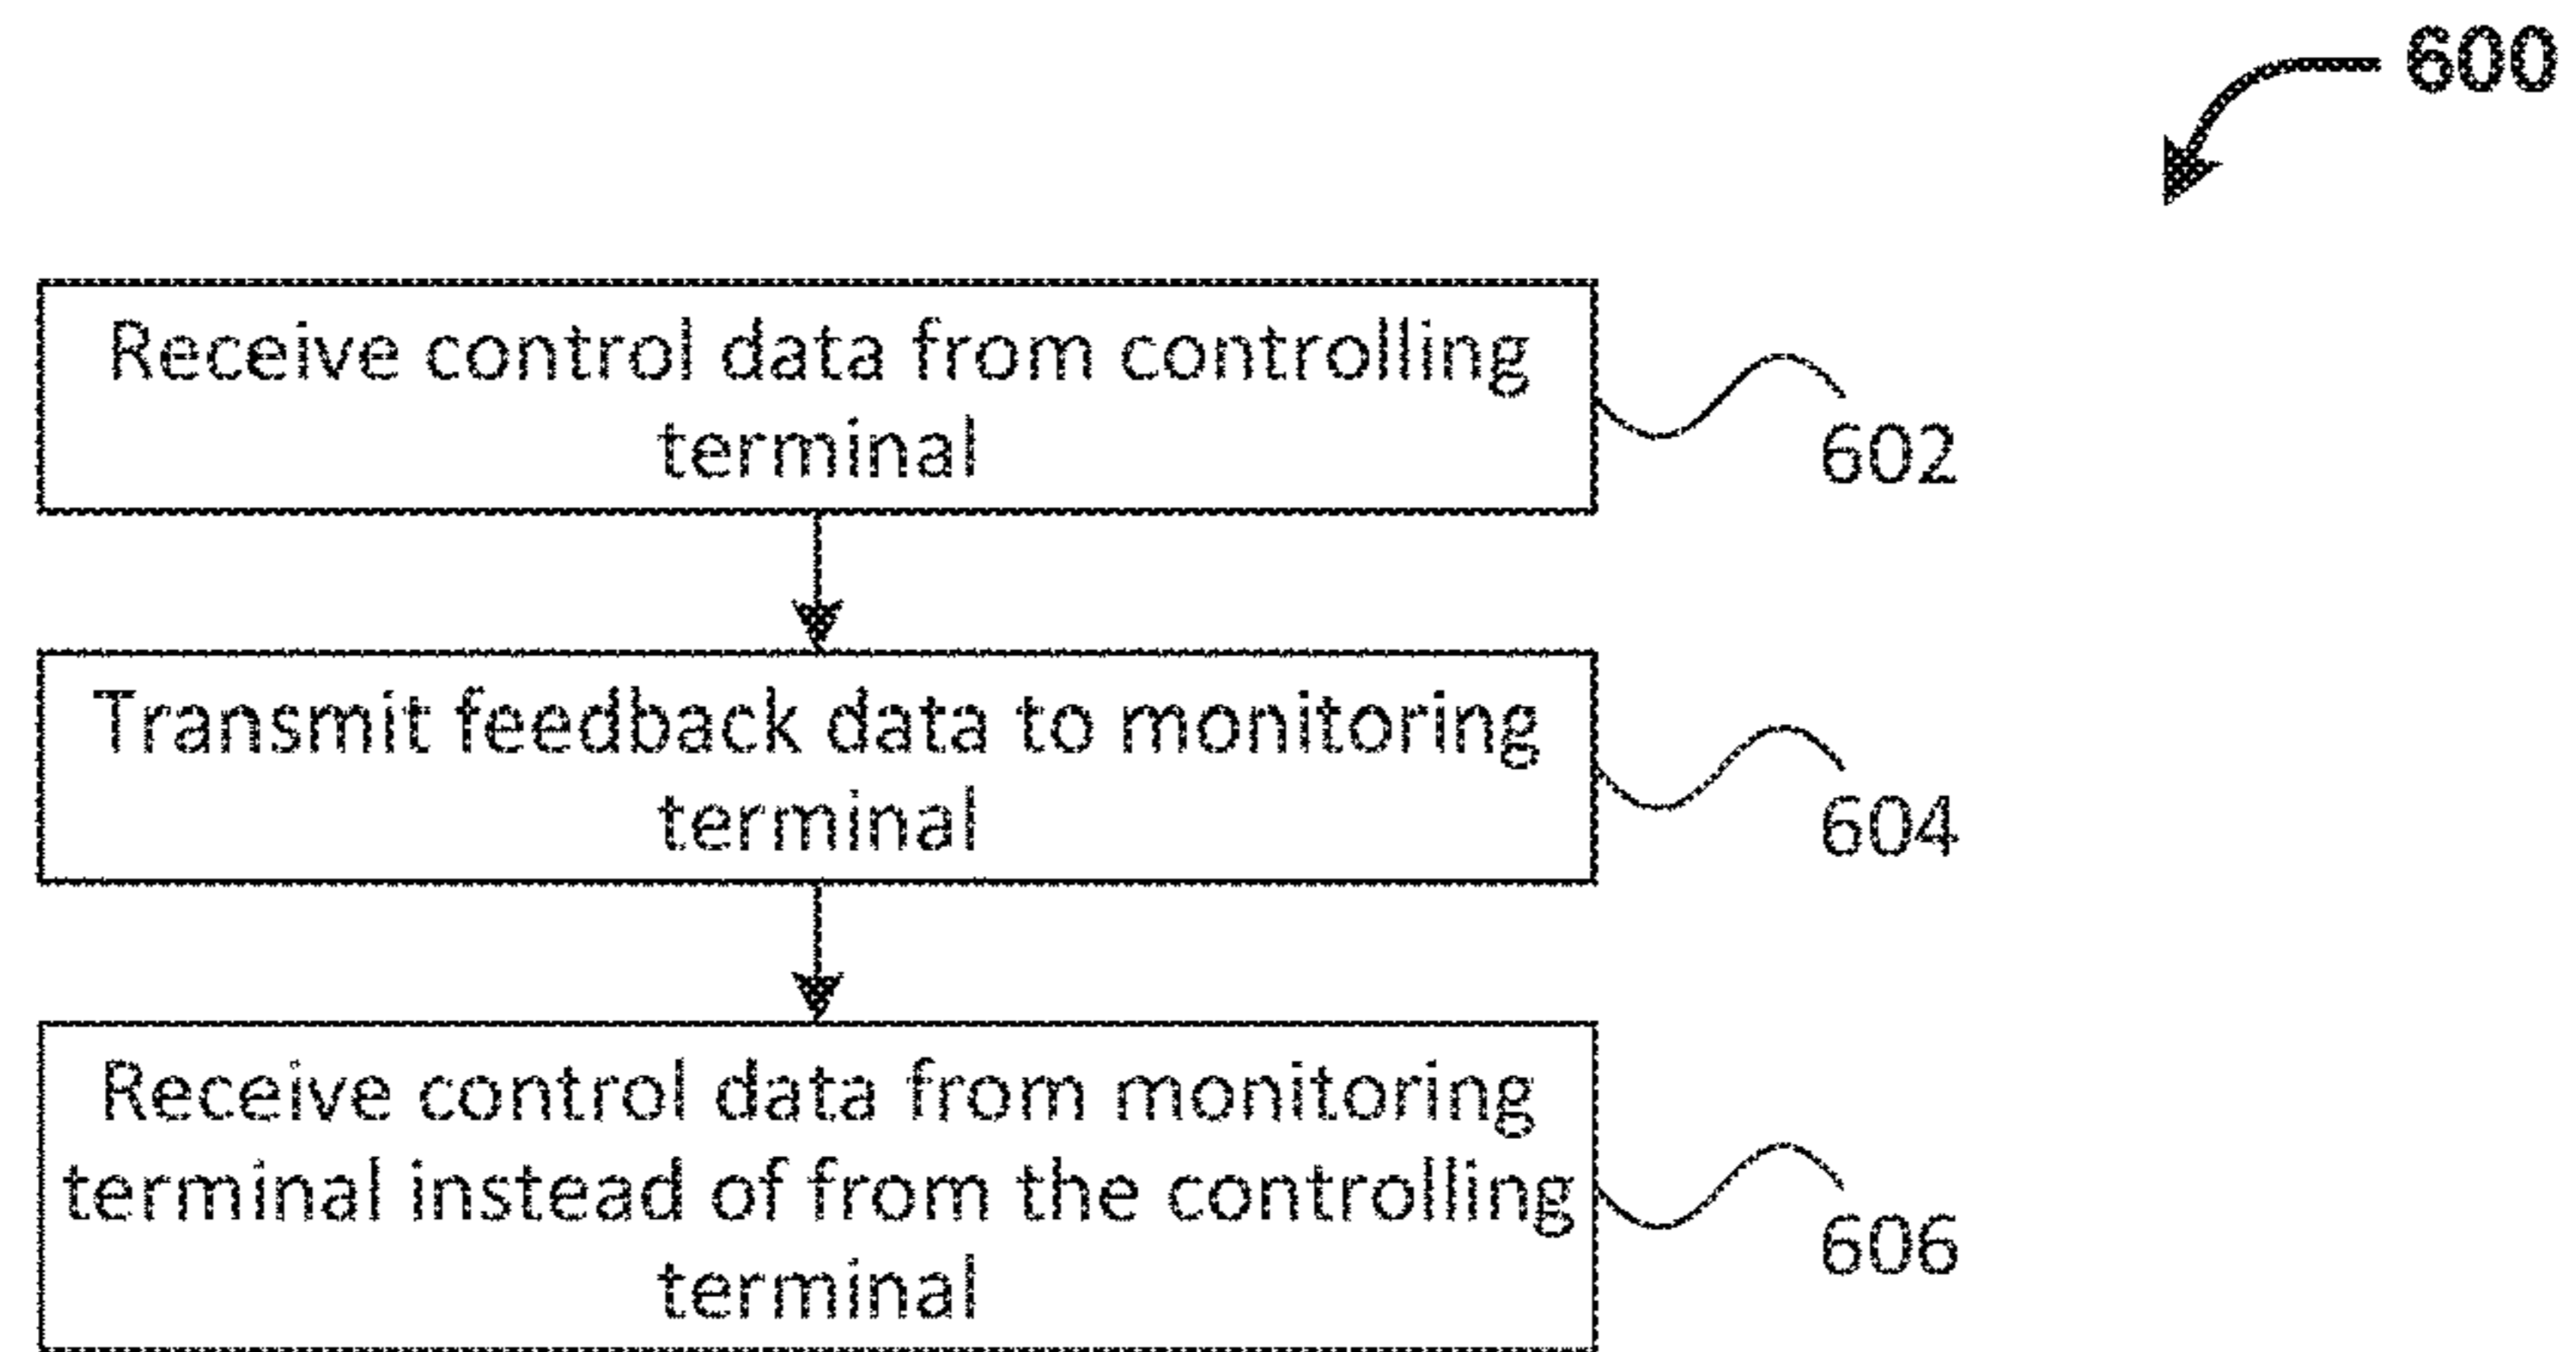 600
Receive control data from controlling
terminal
602
Transmit feedback data to monitoring
terminal
604
Receive control data from monitoring
terminal instead of from the controlling
terminal
606